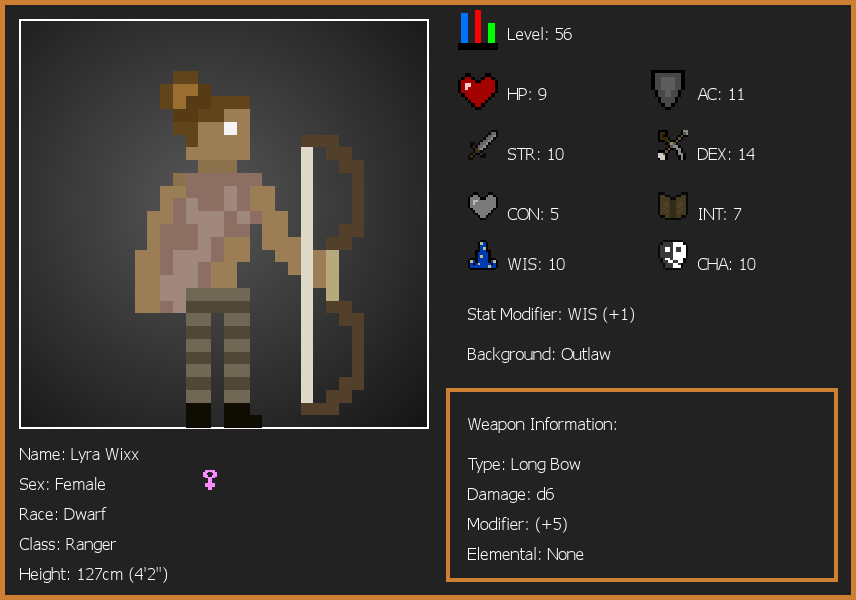 Level: 56
HP: 9
AC: 11
STR: 10
DEX: 14
CON: 5
INT: 7
WIS: 10
CHA: 10
Stat Modifier: WIS (+1)
Background: Outlaw
Weapon Information:
Type: Long Bow
Damage: d6
Modifier: (+5)
Elemental: None
Name: Lyra Wixx
Sex: Female
Race: Dwarf
Class: Ranger
Height: 127cm (4'2")